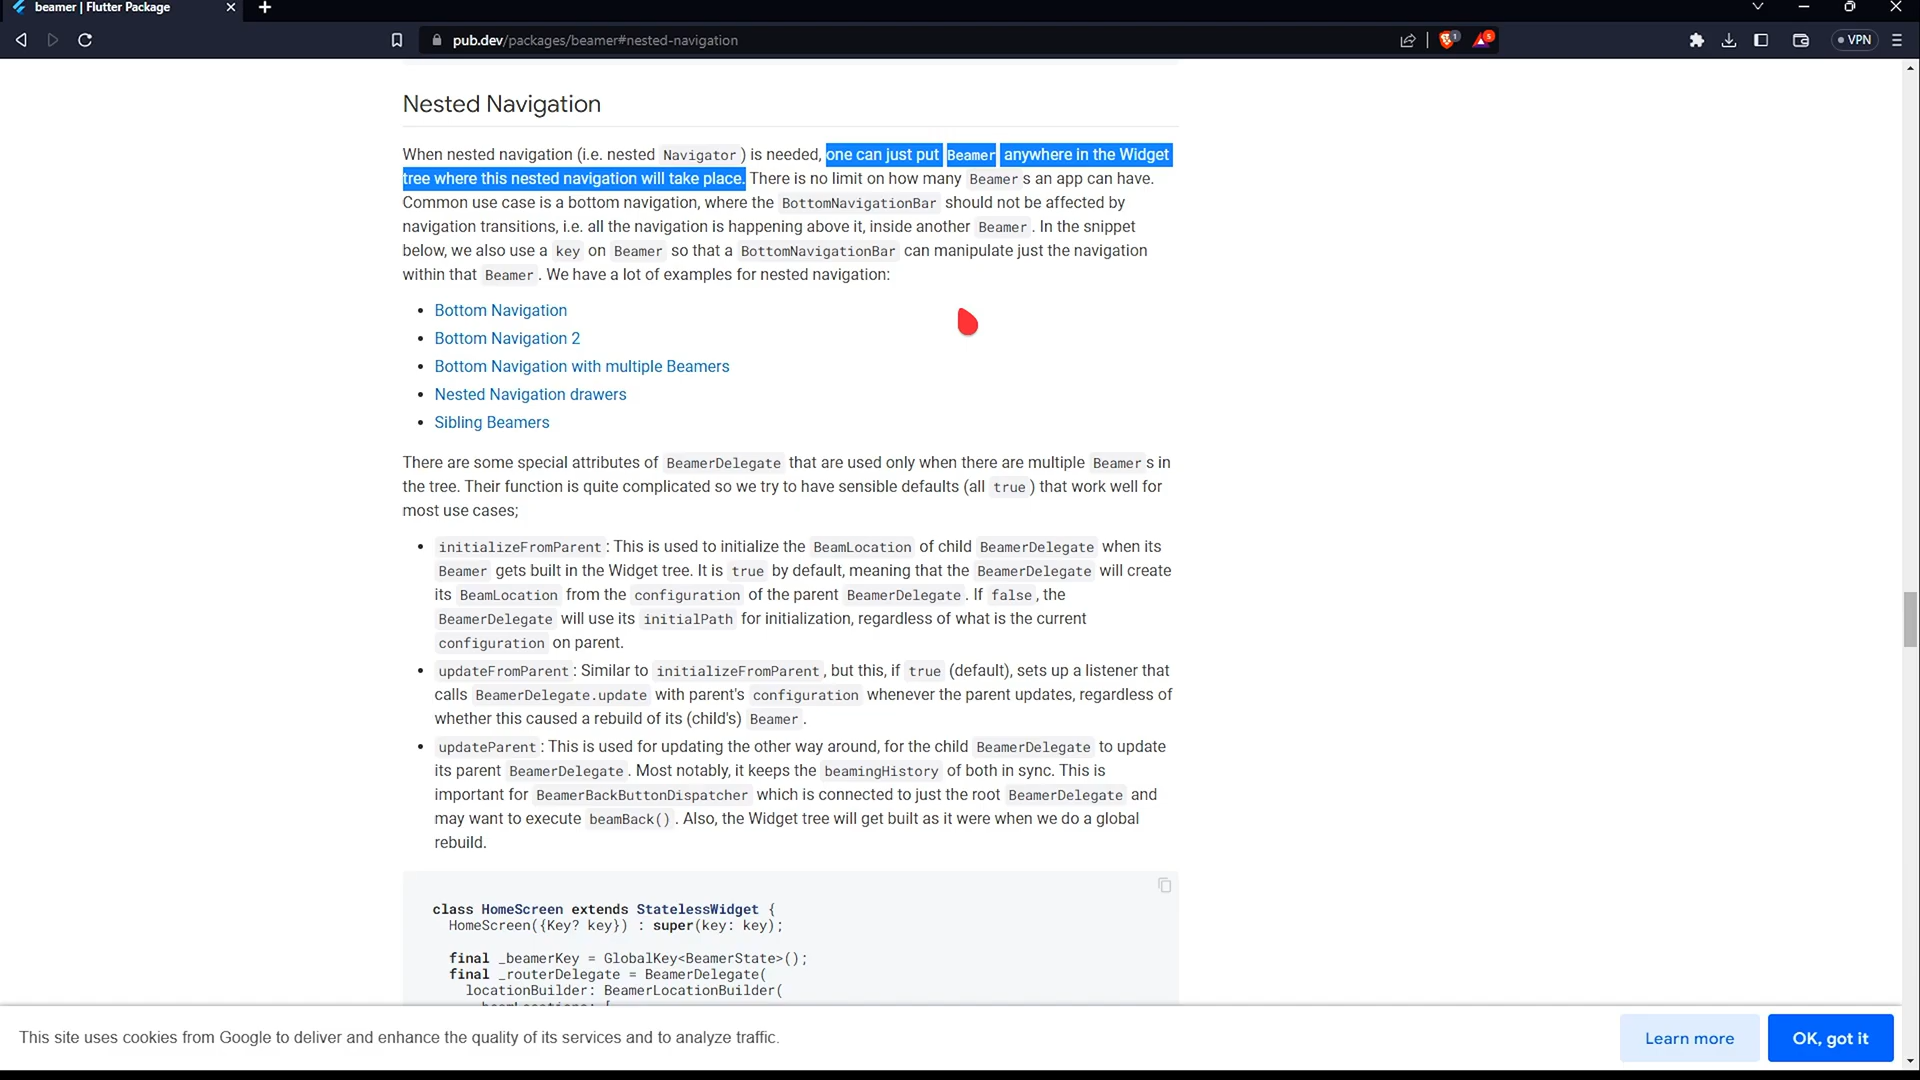 beamer | Flutter Package
pub.dev/packages/beamer#nested-navigation
1
5
VPN
Nested Navigation
When nested navigation (i.e. nested Navigator) is needed, one can just put Beamer anywhere in the Widget
tree where this nested navigation will take place. There is no limit on how many Beamers an app can have.
Common use case is a bottom navigation, where the BottomNavigationBar should not be affected by
navigation transitions, i.e. all the navigation is happening above it, inside another Beamer. In the snippet
below, we also use a key on Beamer so that a BottomNavigationBar can manipulate just the navigation
within that Beamer. We have a lot of examples for nested navigation:
• Bottom Navigation
• Bottom Navigation 2
• Bottom Navigation with multiple Beamers
• Nested Navigation drawers
• Sibling Beamers
There are some special attributes of BeamerDelegate that are used only when there are multiple Beamers in
the tree. Their function is quite complicated so we try to have sensible defaults (all true) that work well for
most use cases;
• initializeFromParent: This is used to initialize the BeamLocation of child BeamerDelegate when its
Beamer gets built in the Widget tree. It is true by default, meaning that the BeamerDelegate will create
its BeamLocation from the configuration of the parent BeamerDelegate. If false, the
BeamerDelegate will use its initialPath for initialization, regardless of what is the current
configuration on parent.
• updateFromParent: Similar to initializeFromParent, but this, if true (default), sets up a listener that
calls BeamerDelegate.update with parent's configuration whenever the parent updates, regardless of
whether this caused a rebuild of its (child's) Beamer.
• updateParent: This is used for updating the other way around, for the child BeamerDelegate to update
its parent BeamerDelegate. Most notably, it keeps the beamingHistory of both in sync. This is
important for BeamerBackButtonDispatcher which is connected to just the root BeamerDelegate and
may want to execute beamBack(). Also, the Widget tree will get built as it were when we do a global
rebuild.
class HomeScreen extends StatelessWidget {
HomeScreen({Key? key}) : super(key: key);
final _beamerKey = GlobalKey<BeamerState>();
final _routerDelegate = BeamerDelegate(
locationBuilder: BeamerLocationBuilder(
This site uses cookies from Google to deliver and enhance the quality of its services and to analyze traffic.
Learn more
OK, got it